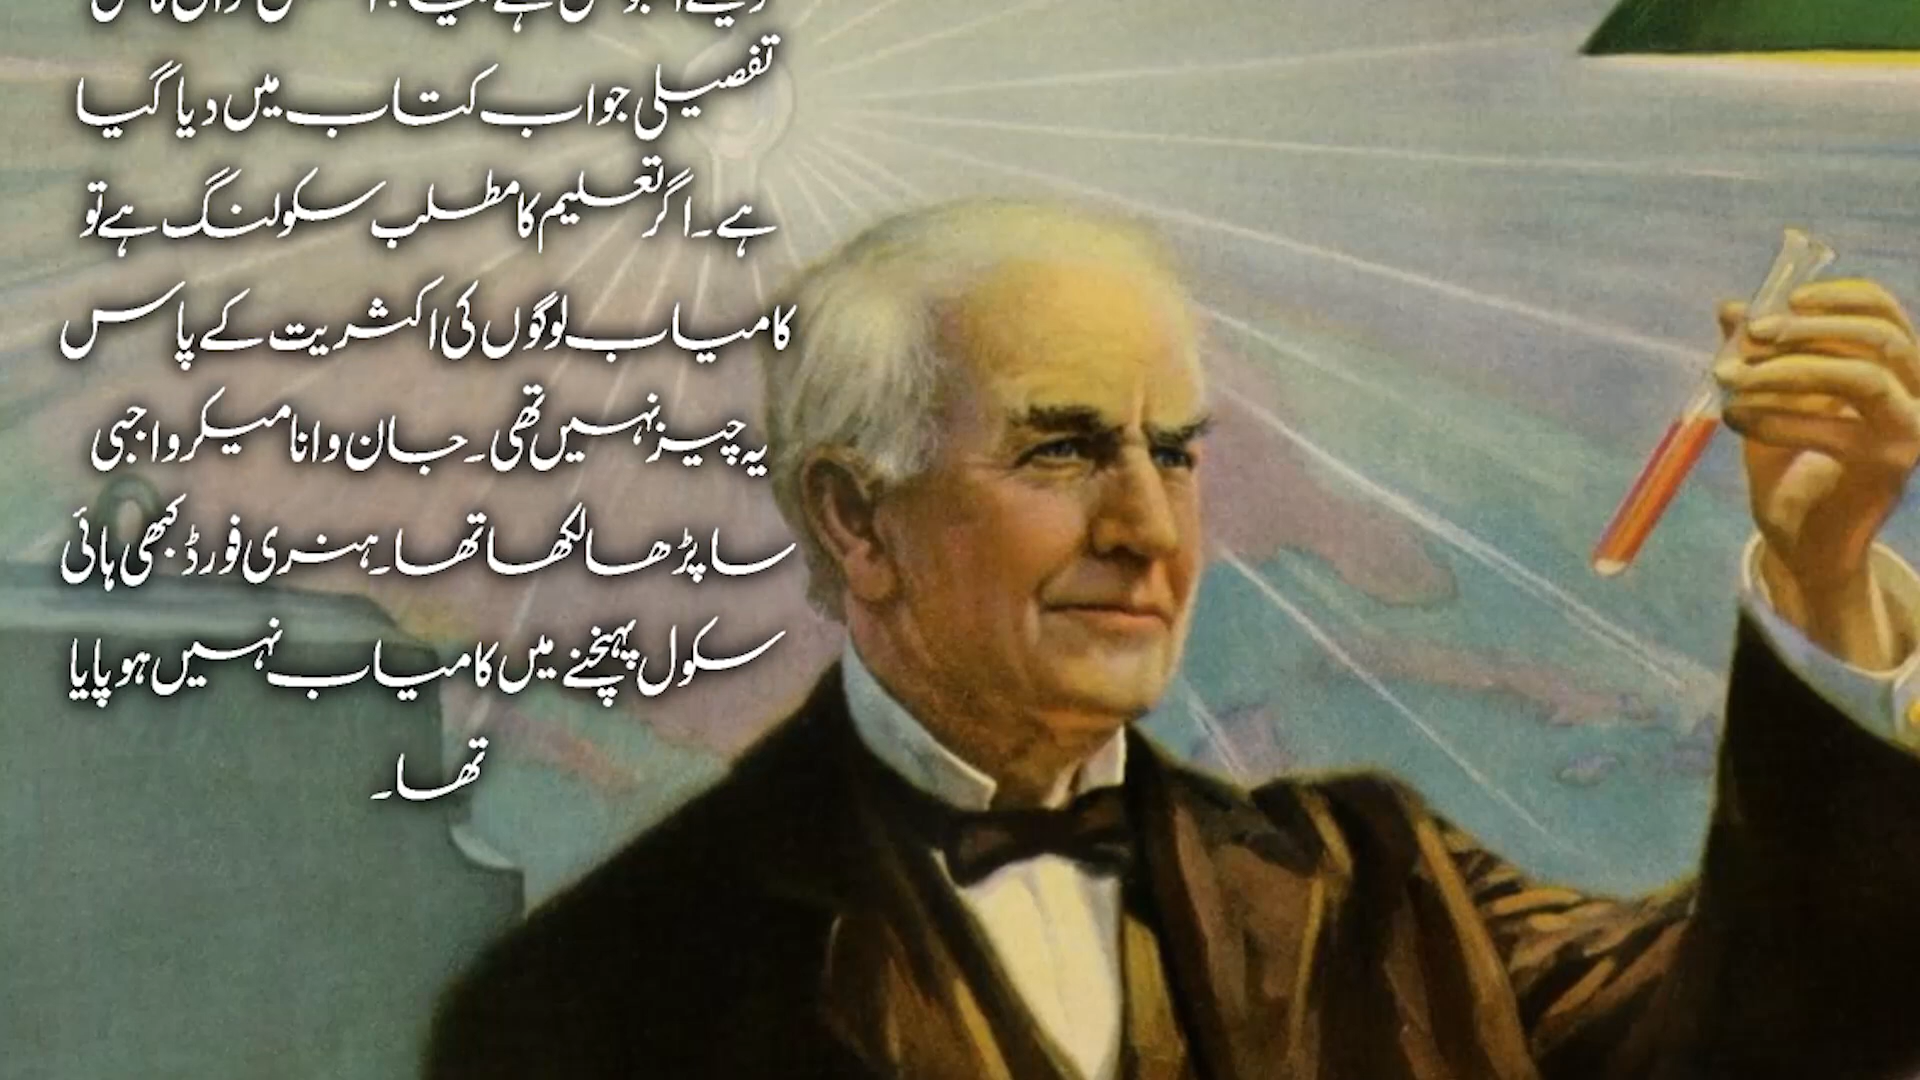 تفصیلی جواب کتاب میں دیا گیا
ہے۔ اگر تعلیم کا مطلب سکولنگ ہے تو
کامیاب لوگوں کی اکثریت کے پاس
یہ چیز نہیں تھی۔ جان وانا میکر واجبی
سا پڑھا لکھا تھا۔ ہنری فورڈ کبھی ہائی
سکول پہنچنے میں کامیاب نہیں ہو پایا
تھا۔